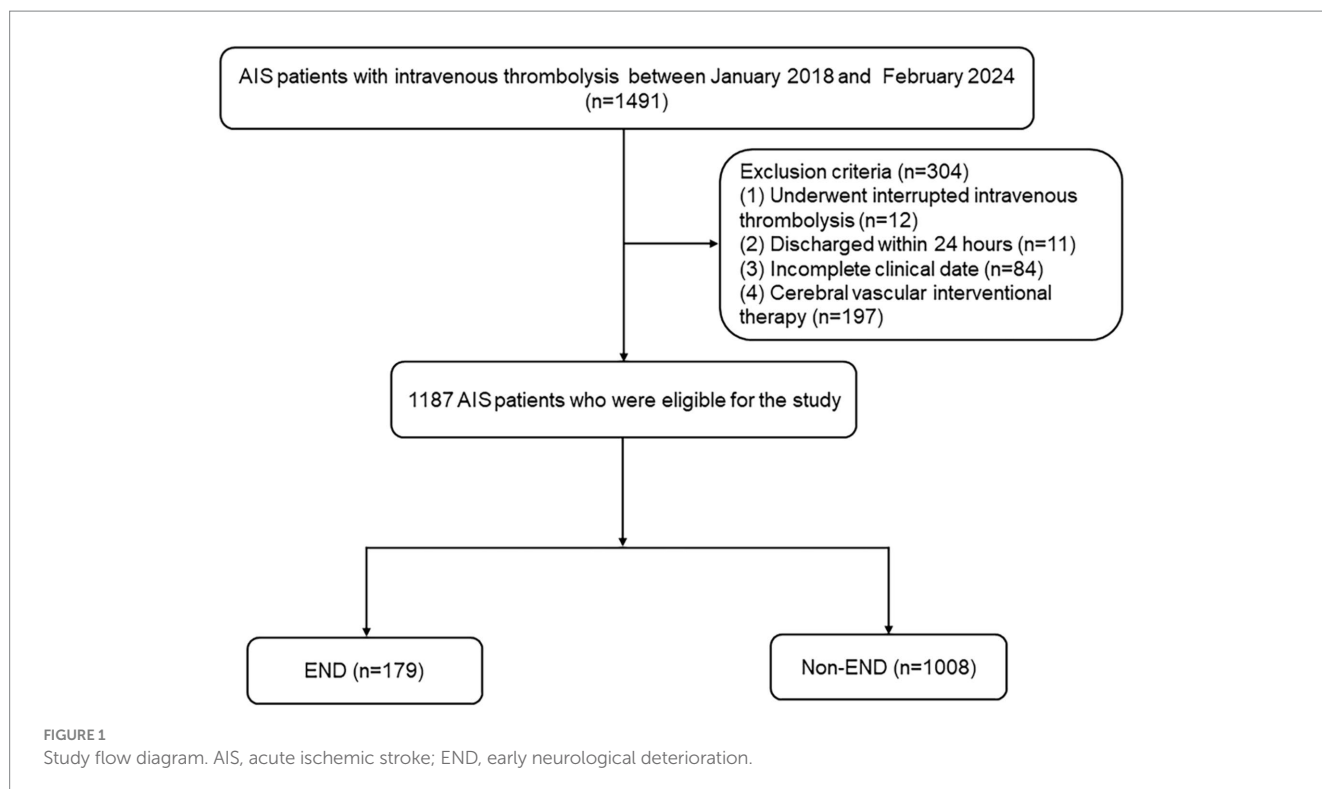 AIS patients with intravenous thrombolysis between January 2018 and February 2024
(n=1491)
Exclusion criteria (n=304)
(1) Underwent interrupted intravenous
thrombolysis (n=12)
(2) Discharged within 24 hours (n=11)
(3) Incomplete clinical date (n=84)
(4) Cerebral vascular interventional
therapy (n=197)
1187 AIS patients who were eligible for the study
END (n=179)
Non-END (n=1008)
FIGURE 1
Study flow diagram. AIS, acute ischemic stroke; END, early neurological deterioration.